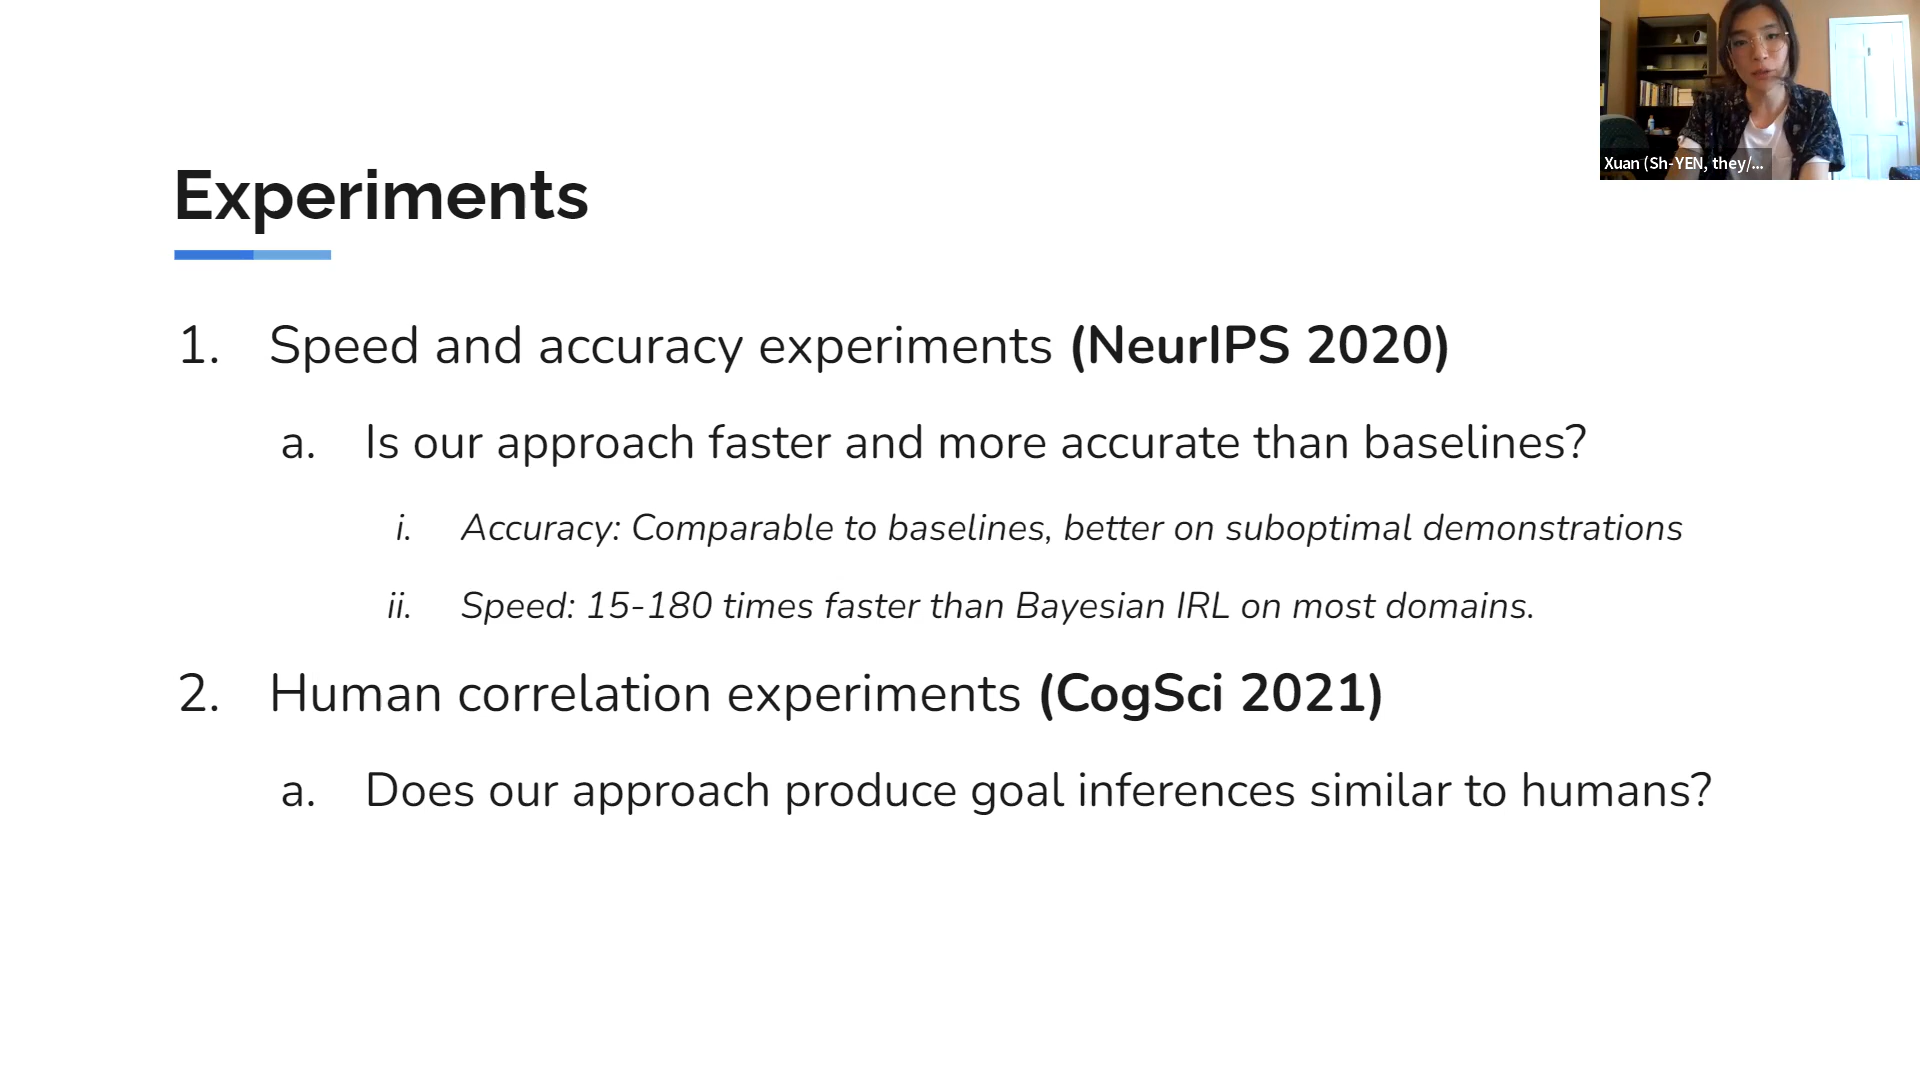 Xuan (Sh-YEN, they/...
Experiments
1. Speed and accuracy experiments (NeurIPS 2020)
a. Is our approach faster and more accurate than baselines?
i. Accuracy: Comparable to baselines, better on suboptimal demonstrations
ii. Speed: 15-180 times faster than Bayesian IRL on most domains.
2. Human correlation experiments (CogSci 2021)
a. Does our approach produce goal inferences similar to humans?